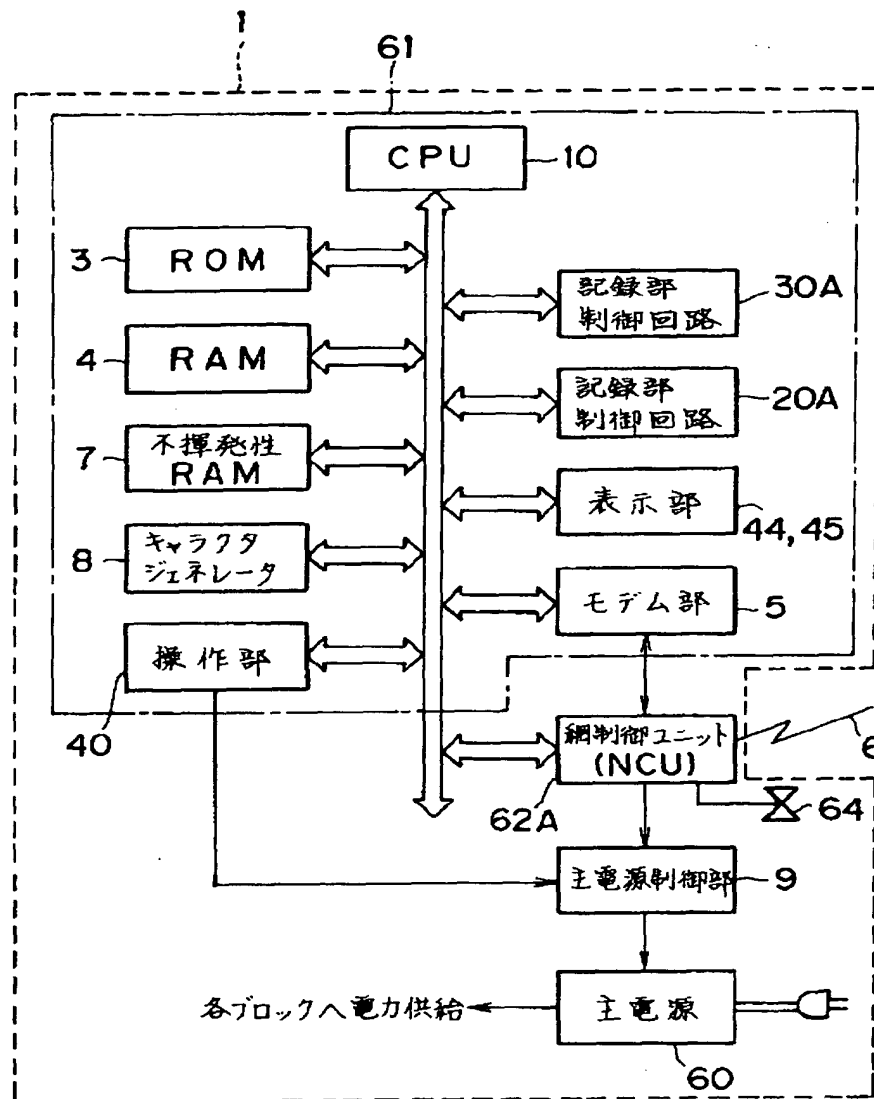 1
61
CPU
10
3
ROM
記録部
制御回路
30A
4
RAM
記録部
制御回路
20A
7
不揮発性
RAM
表示部
44,45
8
キャラクタ
ジェネレータ
モデム部
5
操作部
40
網制御ユニット
(NCU)
6
62A
64
主電源制御部
9
各ブロックへ電力供給
主電源
60